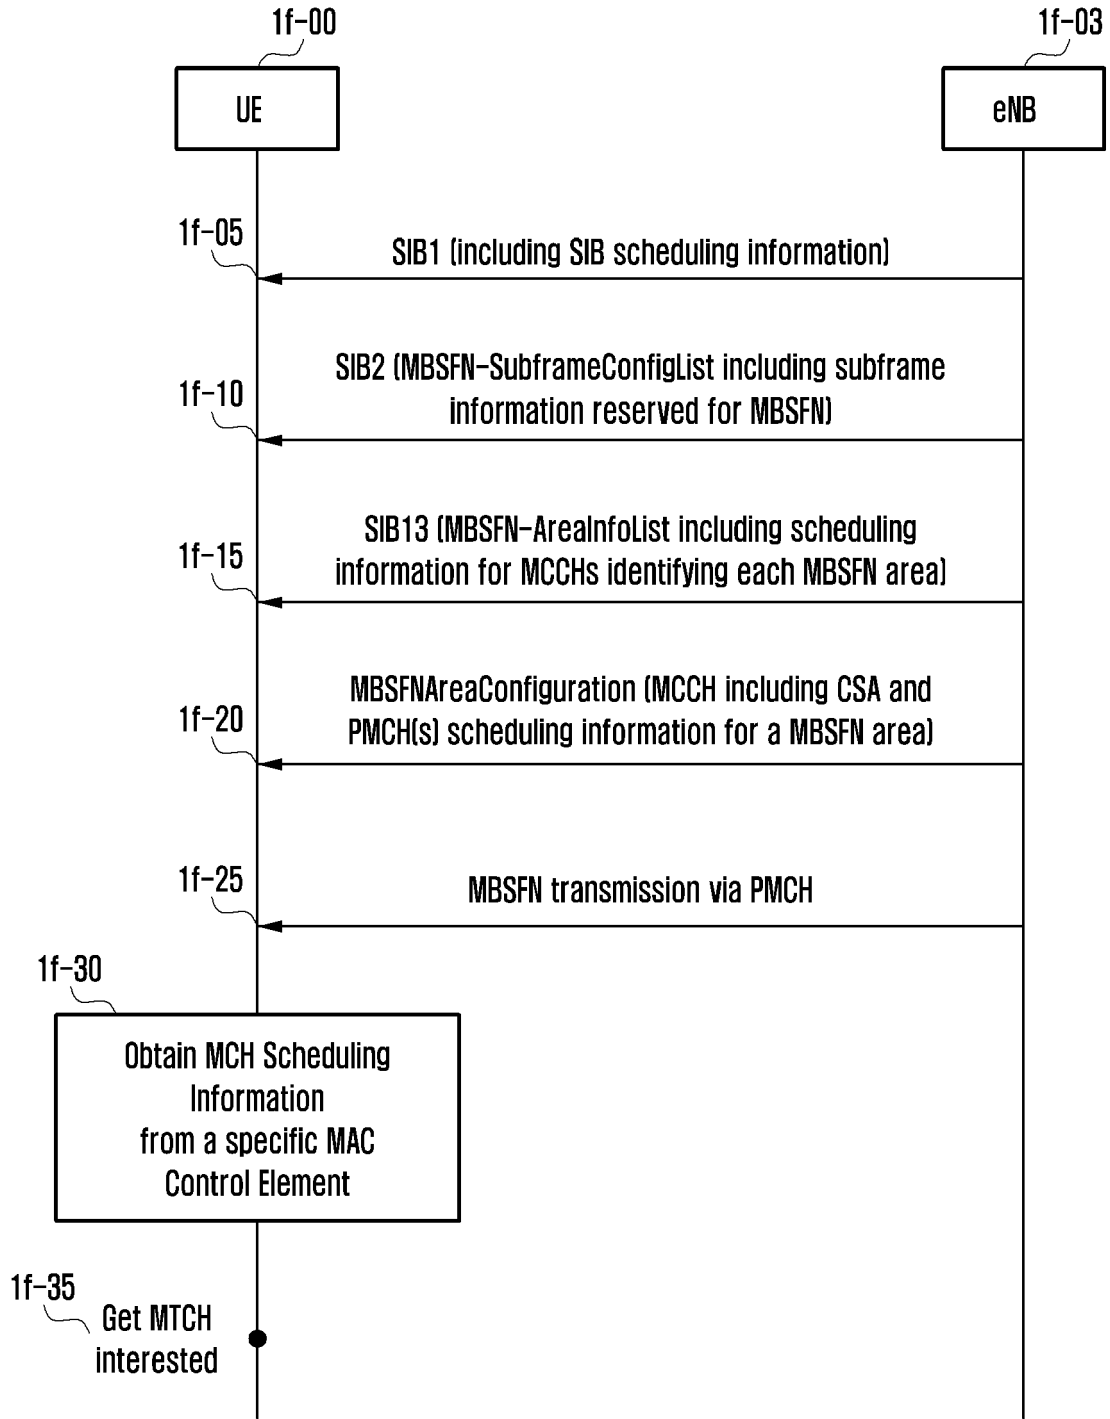 1f-00
1f-03
UE
eNB
1f-05
SIB1 (including SIB scheduling information)
1f-10
SIB2 (MBSFN-SubframeConfigList including subframe
information reserved for MBSFN)
1f-15
SIB13 (MBSFN-AreaInfoList including scheduling
information for MCCHs identifying each MBSFN area)
1f-20
MBSFNAreaConfiguration (MCCH including CSA and
PMCH(s) scheduling information for a MBSFN area)
1f-25
MBSFN transmission via PMCH
1f-30
Obtain MCH Scheduling
Information
from a specific MAC
Control Element
1f-35
Get MTCH
interested